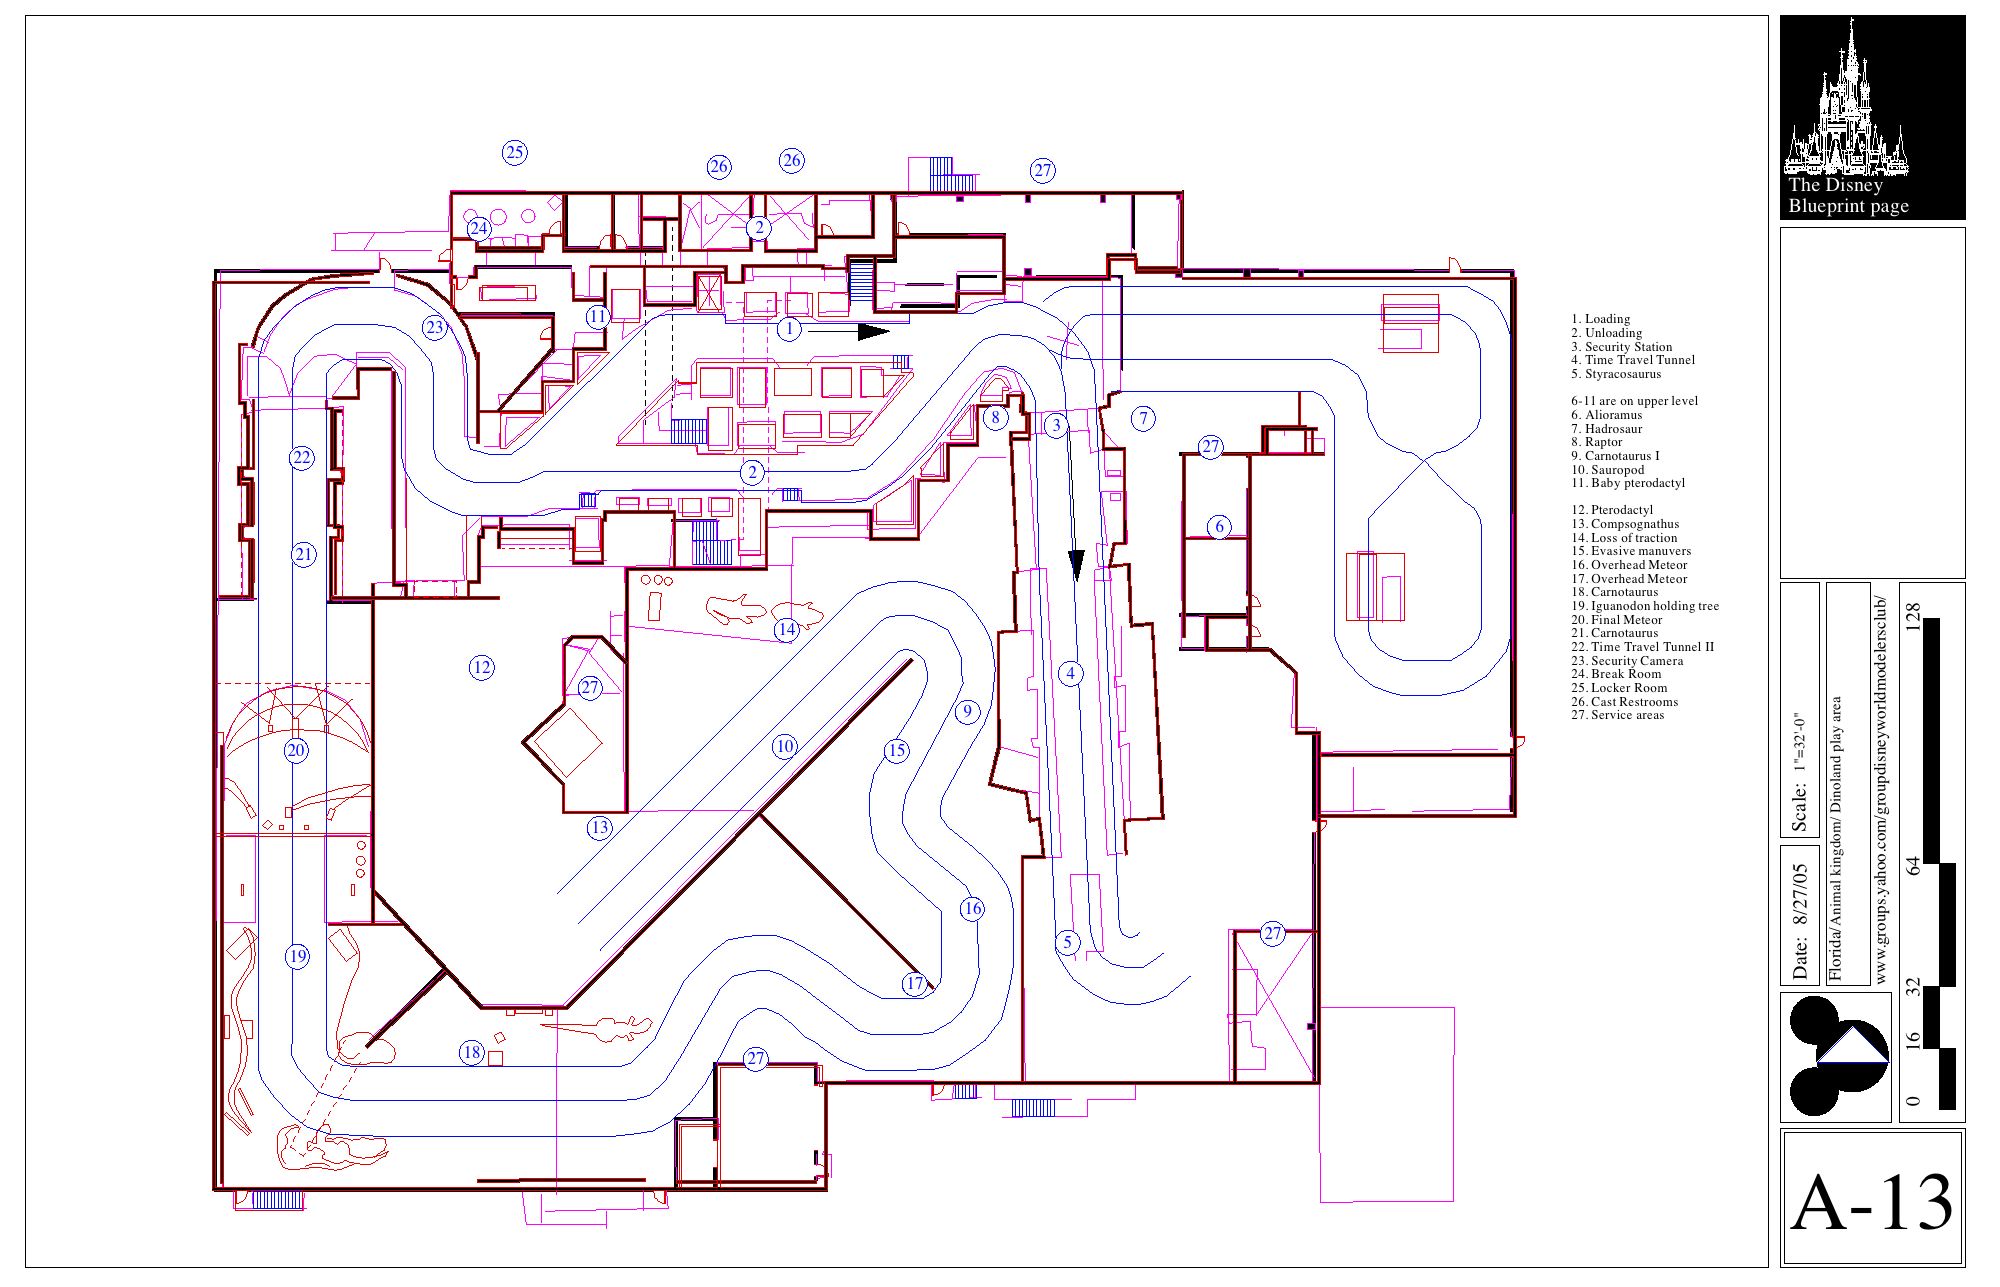 25
26
26
27
24
2
11
1
23
8
3
7
27
22
2
6
21
14
12
27
4
9
10
20
15
13
16
5
27
19
17
18
27
1. Loading
2. Unloading
3. Security Station
4. Time Travel Tunnel
5. Styracosaurus
6-11 are on upper level
6. Alioramus
7. Hadrosaur
8. Raptor
9. Carnotaurus I
10. Sauropod
11. Baby pterodactyl
12. Pterodactyl
13. Compsognathus
14. Loss of traction
15. Evasive manuvers
16. Overhead Meteor
17. Overhead Meteor
18. Carnotaurus
19. Iguanodon holding tree
20. Final Meteor
21. Carnotaurus
22. Time Travel Tunnel II
23. Security Camera
24. Break Room
25. Locker Room
26. Cast Restrooms
27. Service areas
The Disney
Blueprint page
Scale: 1"=32'-0"
Date: 8/27/05
Florida/ Animal kingdom/ Dinoland play area
www.groups.yahoo.com/groupdisneyworldmodelersclub/
128
64
32
16
0
A-13